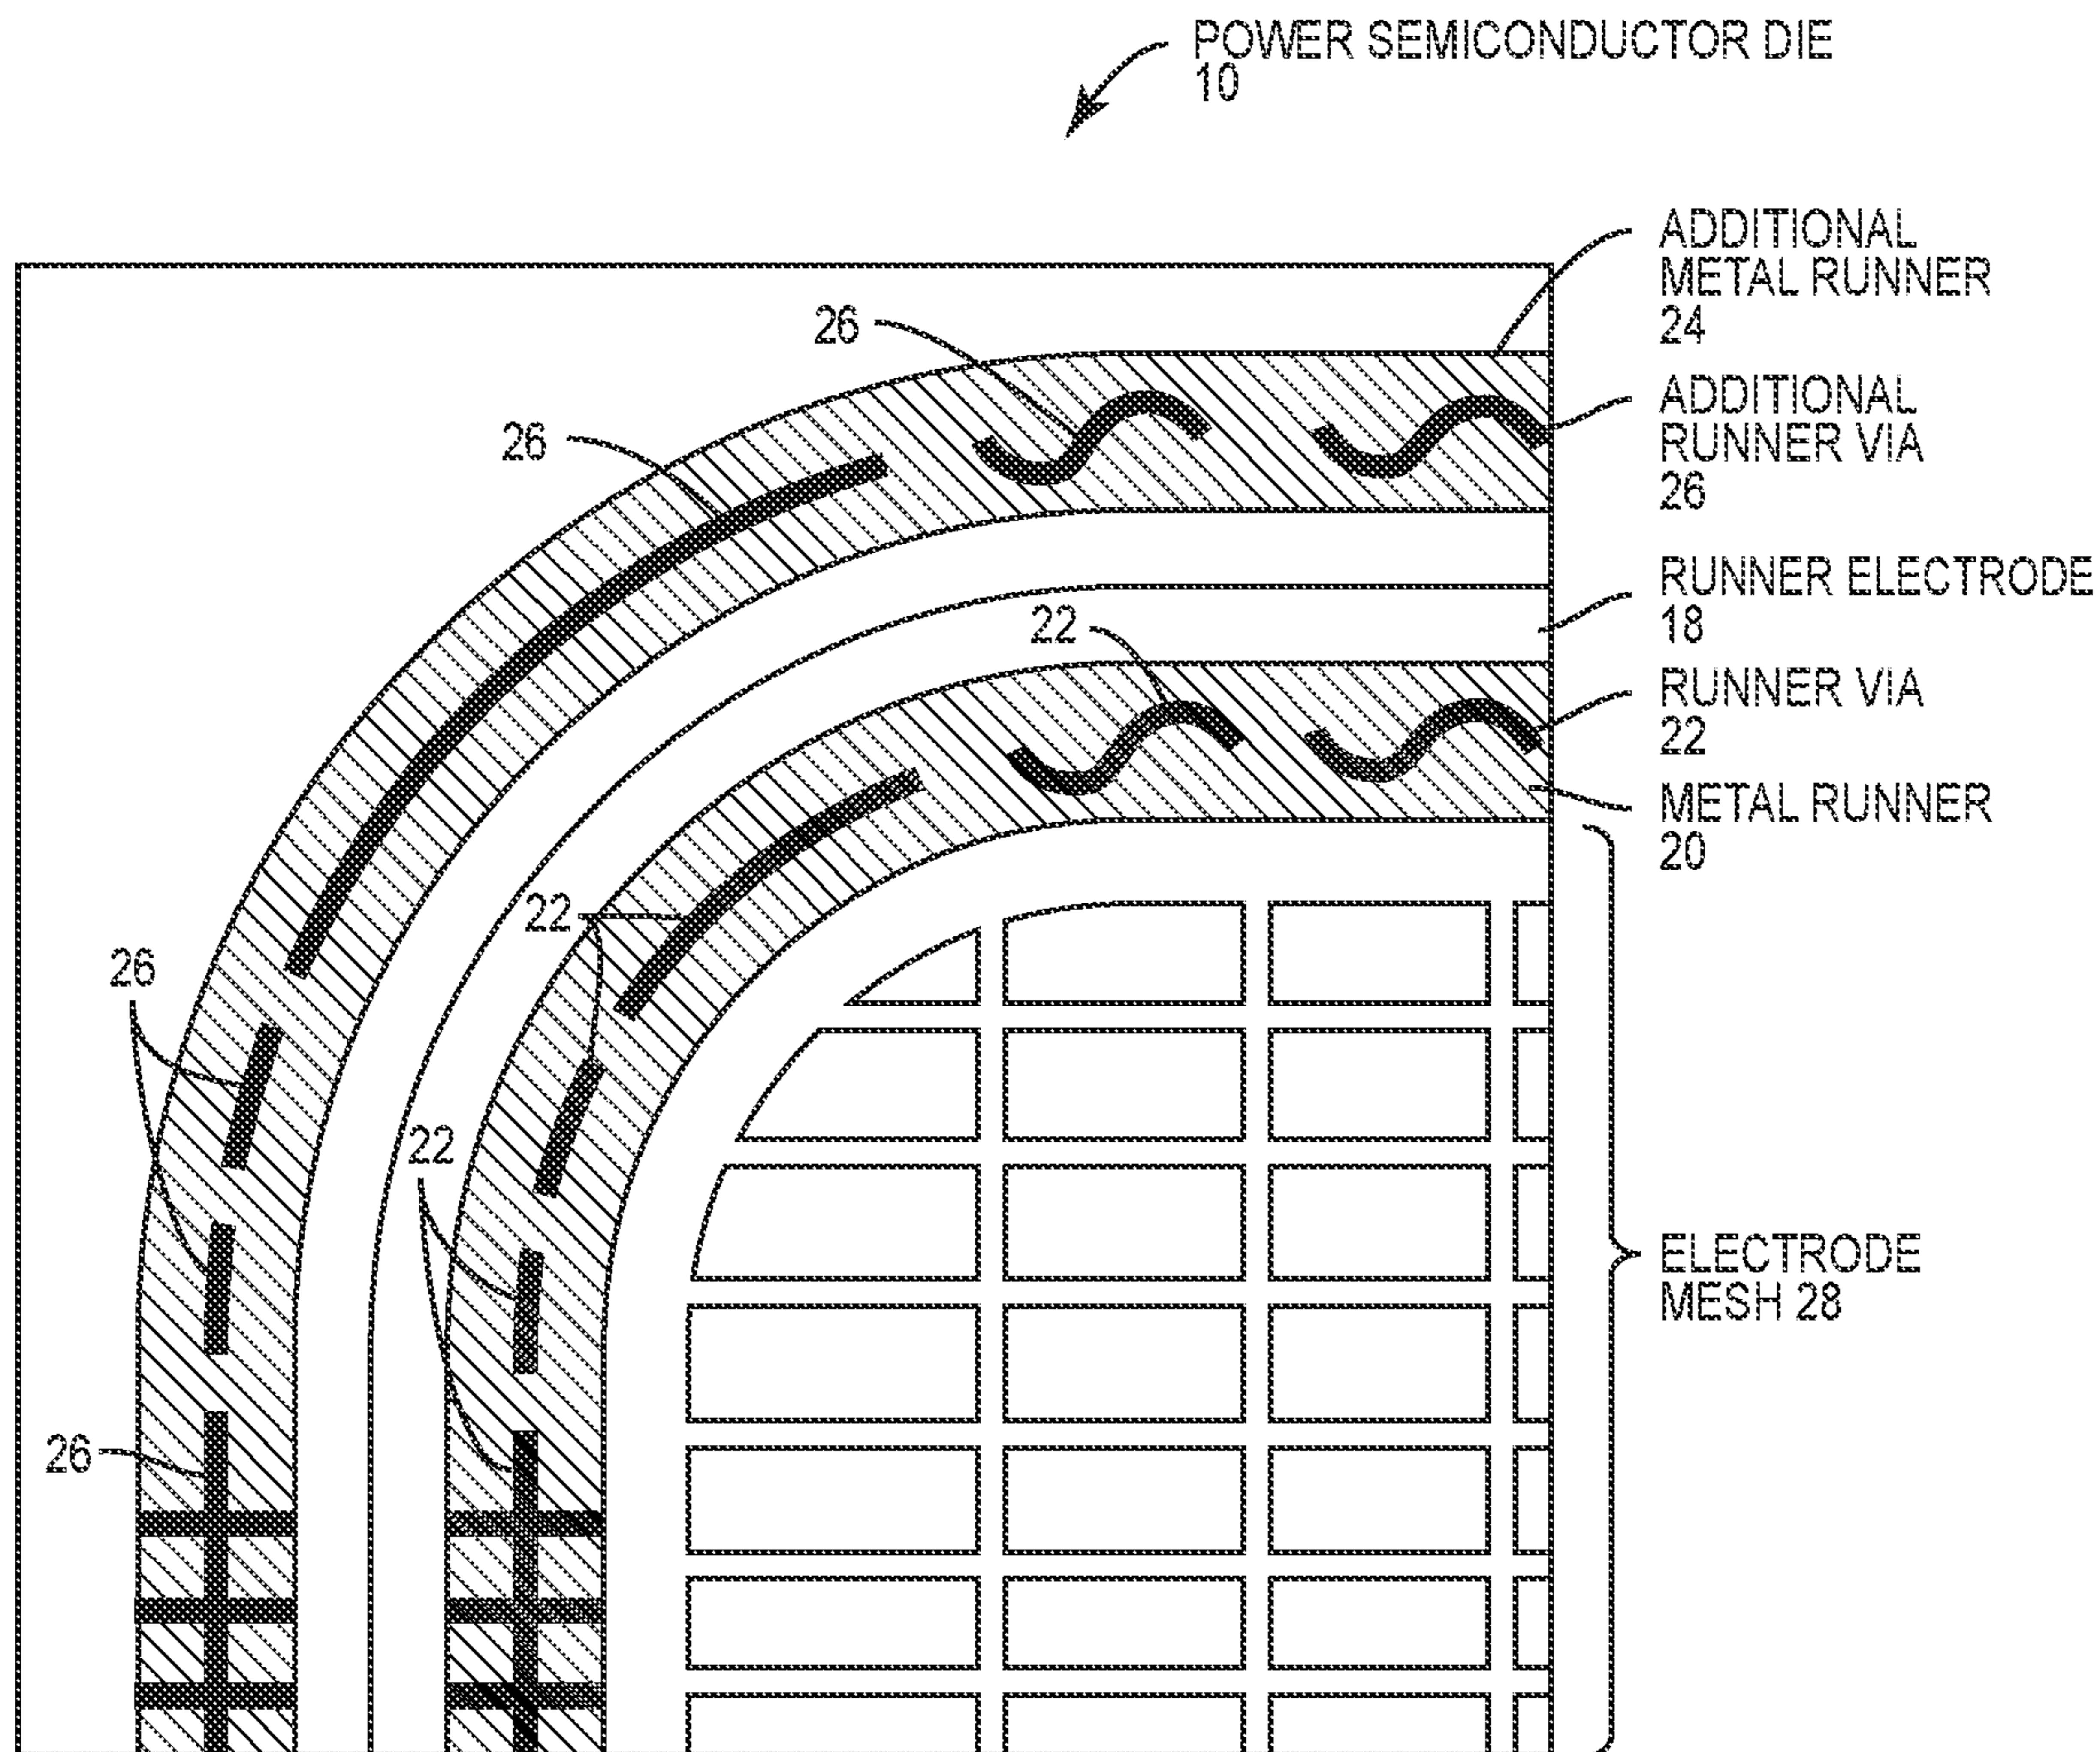 POWER SEMICONDUCTOR DIE
10
ADDITIONAL
METAL RUNNER
24
26
ADDITIONAL
RUNNER VIA
26
26
RUNNER ELECTRODE
18
22
RUNNER VIA
22
METAL RUNNER
20
22
26
22
ELECTRODE
MESH 28
26